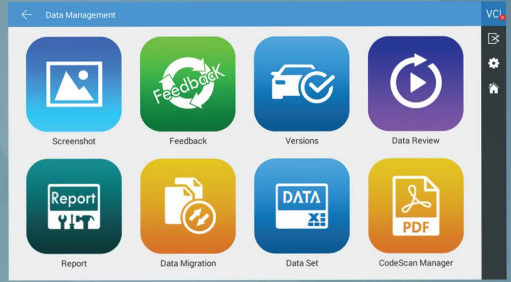 Data Management
VCI
Feedback
Screenshot
Feedback
Versions
Data Review
Report
DATA
PDF
Report
Data Migration
Data Set
CodeScan Manager